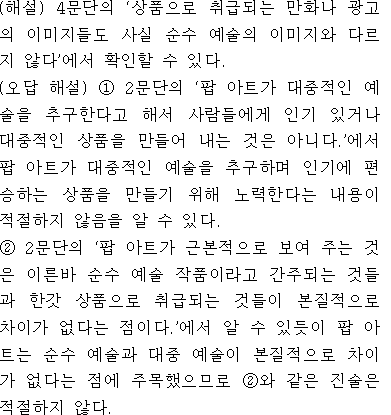 (해설) 4문단의 ‘상품으로 취급되는 만화나 광고
의 이미지들도 사실 순수 예술의 이미지와 다르
지 않다’에서 확인할 수 있다.
(오답 해설) ① 2문단의 ‘팝 아트가 대중적인 예
술을 추구한다고 해서 사람들에게 인기 있거나
대중적인 상품을 만들어 내는 것은 아니다.’에서
팝 아트가 대중적인 예술을 추구하며 인기에 편
승하는 상품을 만들기 위해 노력한다는 내용이
적절하지 않음을 알 수 있다.
② 2문단의 ‘팝 아트가 근본적으로 보여 주는 것
은 이른바 순수 예술 작품이라고 간주되는 것들
과 한갓 상품으로 취급되는 것들이 본질적으로
차이가 없다는 점이다.’에서 알 수 있듯이 팝 아
트는 순수 예술과 대중 예술이 본질적으로 차이
가 없다는 점에 주목했으므로 ②와 같은 진술은
적절하지 않다.